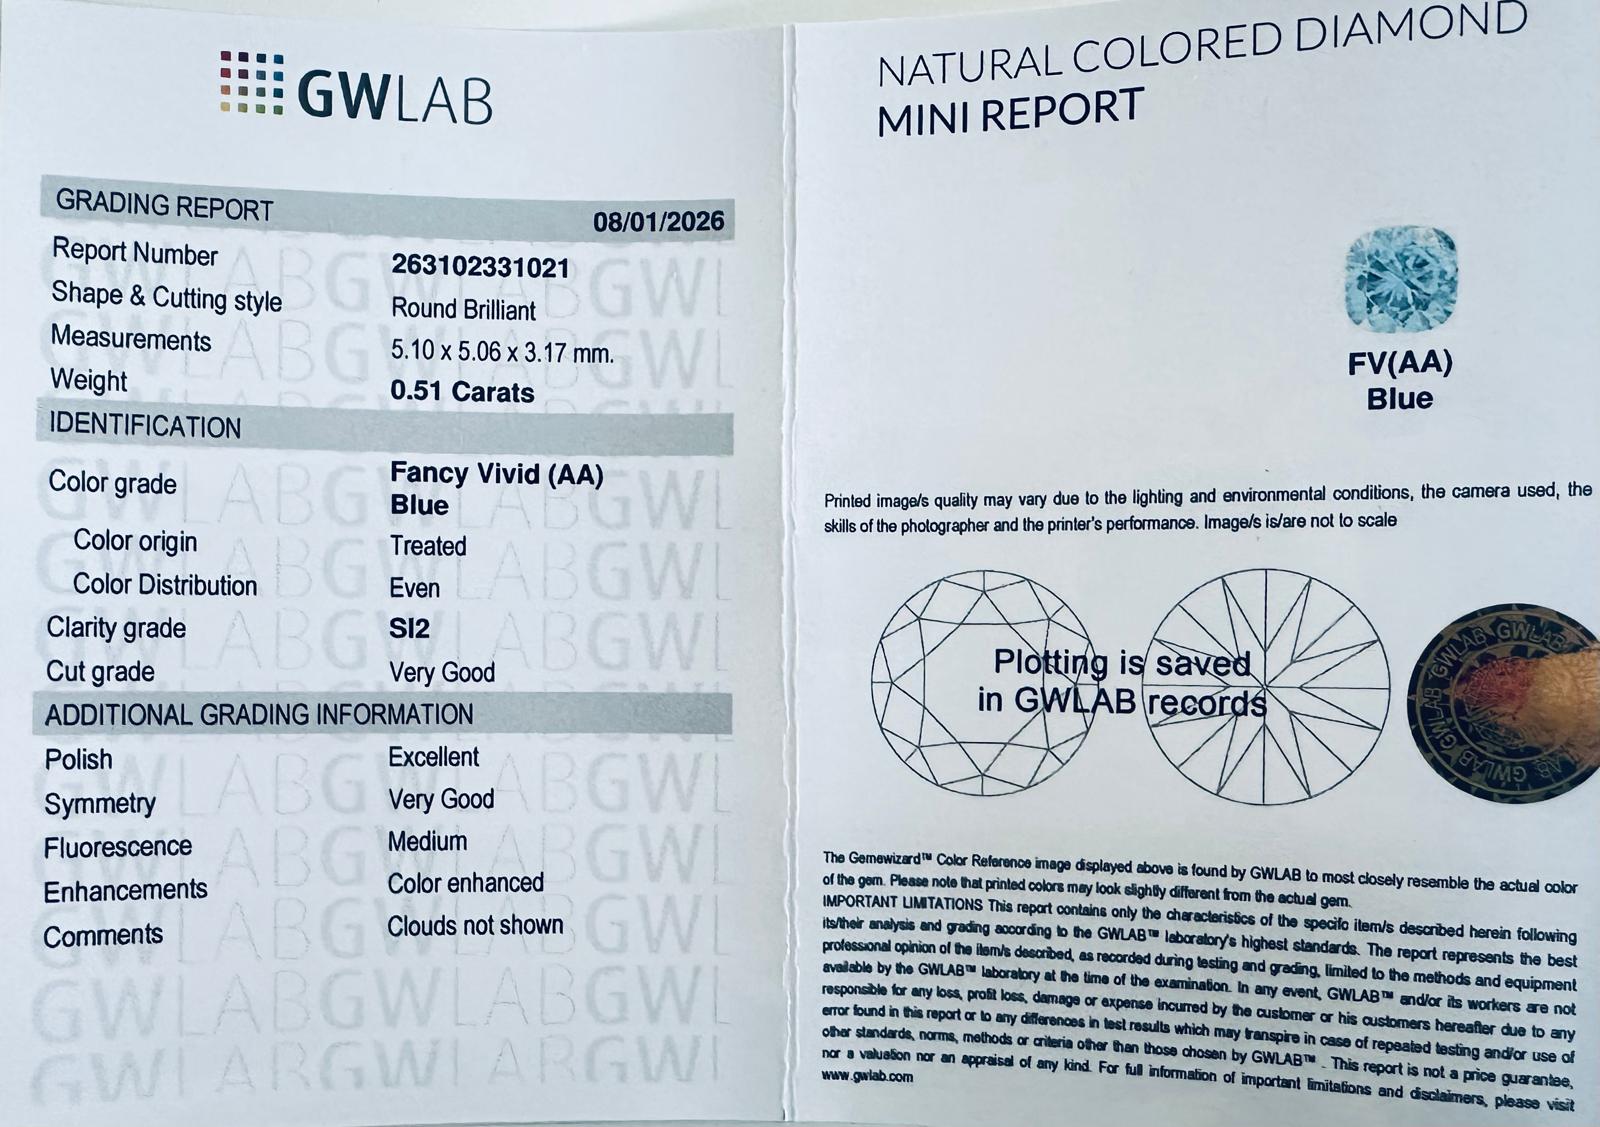 GWLAB
GRADING REPORT 08/01/2026
Report Number 263102331021
Shape & Cutting style Round Brilliant
Measurements 5.10 x 5.06 x 3.17 mm.
Weight 0.51 Carats
IDENTIFICATION
Color grade Fancy Vivid (AA)
Blue
Color origin Treated
Color Distribution Even
Clarity grade SI2
Cut grade Very Good
ADDITIONAL GRADING INFORMATION
Polish Excellent
Symmetry Very Good
Fluorescence Medium
Enhancements Color enhanced
Comments Clouds not shown
NATURAL COLORED DIAMOND
MINI REPORT
FV(AA)
Blue
Printed image/s quality may vary due to the lighting and environmental conditions, the camera used, the
skills of the photographer and the printer's performance. Image/s is/are not to scale
Plotting is saved
in GWLAB records
GWLAB GWLAB GWLAB GWLAB GWLAB
The Gemewizard™ Color Reference image displayed above is found by GWLAB to most closely resemble the actual color
of the gem. Please note that printed colors may look slightly different from the actual gem.
IMPORTANT LIMITATIONS This report contains only the characteristics of the specifc item/s described herein following
its/their analysis and grading according to the GWLAB™ laboratory's highest standards. The report represents the best
professional opinion of the item/s described, as recorded during testing and grading, limited to the methods and equipment
available by the GWLAB™ laboratory at the time of the examination. In any event, GWLAB™ and/or its workers are not
responsible for any loss, profit loss, damage or expense incurred by the customer or his customers hereafter due to any
error found in this report or to any differences in test results which may transpire in case of repeated testing and/or use of
other standards, norms, methods or criteria other than those chosen by GWLAB™. This report is not a price guarantee,
nor a valuation nor an appraisal of any kind. For full information of important limitations and disclaimers, please visit
www.gwlab.com